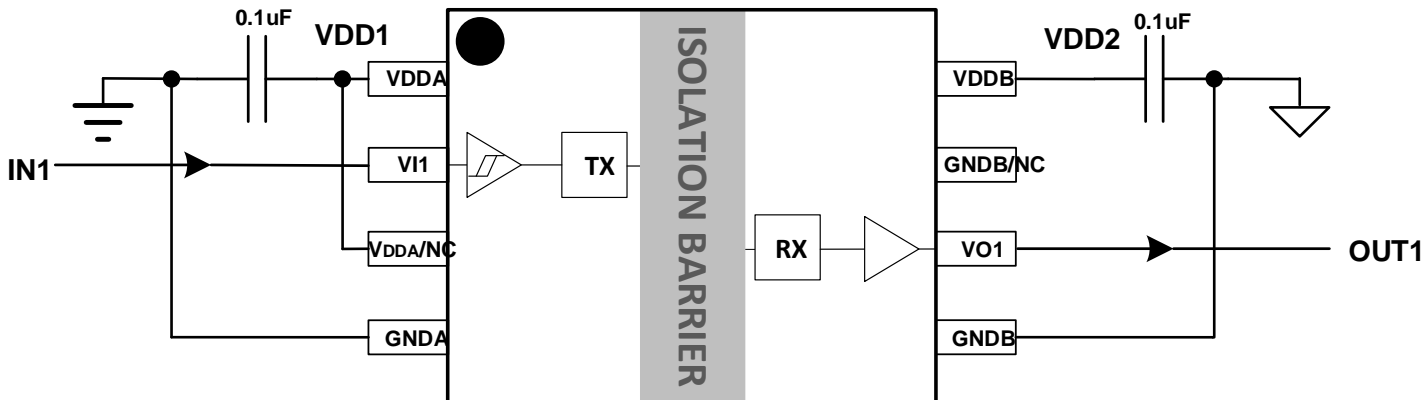 0.1uF
VDD1
VDDA
IN1
VI1
TX
VDDA/NC
GNDA
ISOLATION BARRIER
RX
VDD2
0.1uF
VDDB
GNDB/NC
VO1
OUT1
GNDB